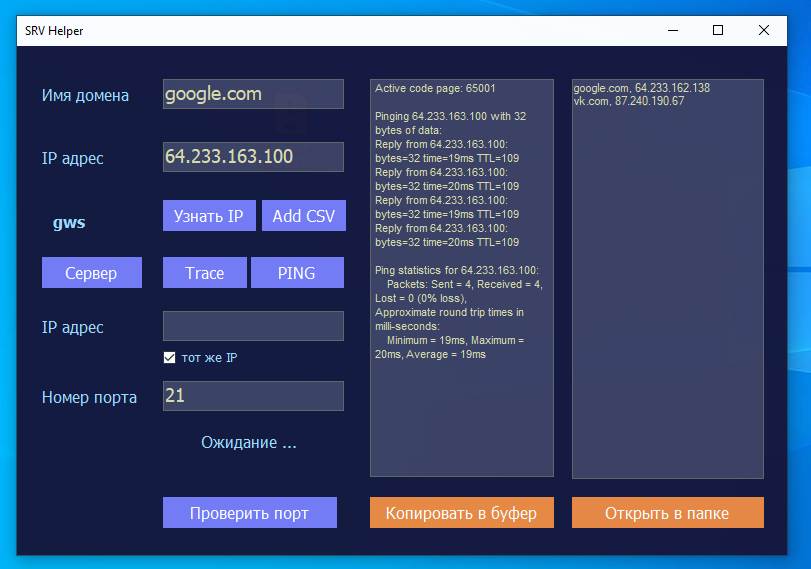 SRV Helper
Имя домена
google.com
IP адрес
64.233.163.100
gws
Узнать IP
Add CSV
Сервер
Trace
PING
IP адрес
тот же IP
Номер порта
21
Ожидание ...
Проверить порт
Active code page: 65001
Pinging 64.233.163.100 with 32
bytes of data:
Reply from 64.233.163.100:
bytes=32 time=19ms TTL=109
Reply from 64.233.163.100:
bytes=32 time=20ms TTL=109
Reply from 64.233.163.100:
bytes=32 time=19ms TTL=109
Reply from 64.233.163.100:
bytes=32 time=20ms TTL=109
Ping statistics for 64.233.163.100:
Packets: Sent = 4, Received = 4,
Lost = 0 (0% loss),
Approximate round trip times in
milli-seconds:
Minimum = 19ms, Maximum =
20ms, Average = 19ms
Копировать в буфер
google.com, 64.233.162.138
vk.com, 87.240.190.67
Открыть в папке